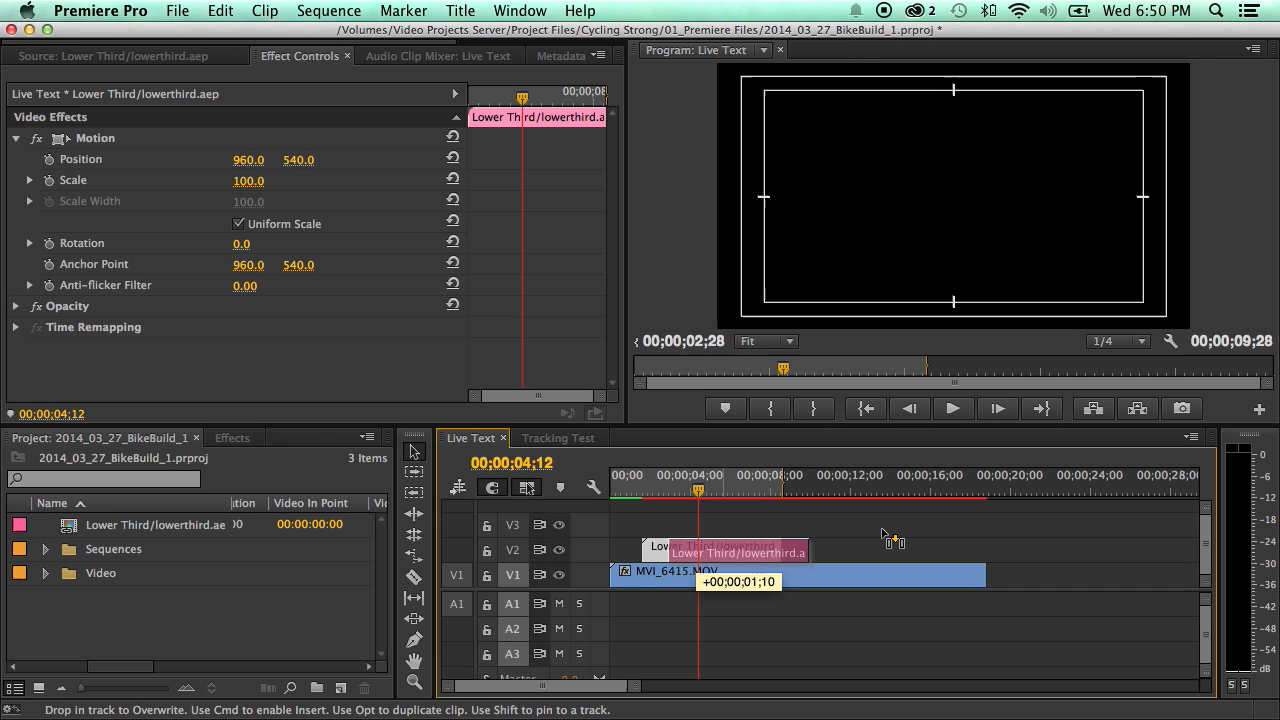 Premiere Pro File Edit Clip Sequence Marker Title Window Help 2 Wed 6:50 PM
/Volumes/Video Projects Server/Project Files/Cycling Strong/01_Premiere Files/2014_03_27_BikeBuild_1.prproj *
Source: Lower Third/lowerthird.aep Effect Controls × Audio Clip Mixer: Live Text Metadata
Program: Live Text ×
Live Text * Lower Third/lowerthird.aep
00;00;08
Video Effects
Lower Third/lowerthird.a
fx Motion
Position 960.0 540.0
Scale 100.0
Scale Width 100.0
Uniform Scale
Rotation 0.0
Anchor Point 960.0 540.0
Anti-flicker Filter 0.00
fx Opacity
fx Time Remapping
00;00;04;12
00;00;02;28 Fit 1/4 00;00;09;28
Project: 2014_03_27_BikeBuild_1 × Effects
2014_03_27_BikeBuild_1.prproj 3 Items
Name Video In Point
Lower Third/lowerthird.ae 00:00:00:00
Sequences
Video
Live Text × Tracking Test
00;00;04;12
00;00 00;00;04;00 00;00;08;00 00;00;12;00 00;00;16;00 00;00;20;00 00;00;24;00 00;00;28;00
V3
V2 Lower Third/lowerthird
Lower Third/lowerthird.a
V1 V1 fx MVI_6415.MOV
+00;00;01;10
A1 A1 M S
A2 M S
A3 M S
Master 0.0
0
-6
-12
-18
-24
-30
-36
-42
-48
-54
dB
S S
Drop in track to Overwrite. Use Cmd to enable Insert. Use Opt to duplicate clip. Use Shift to pin to a track.